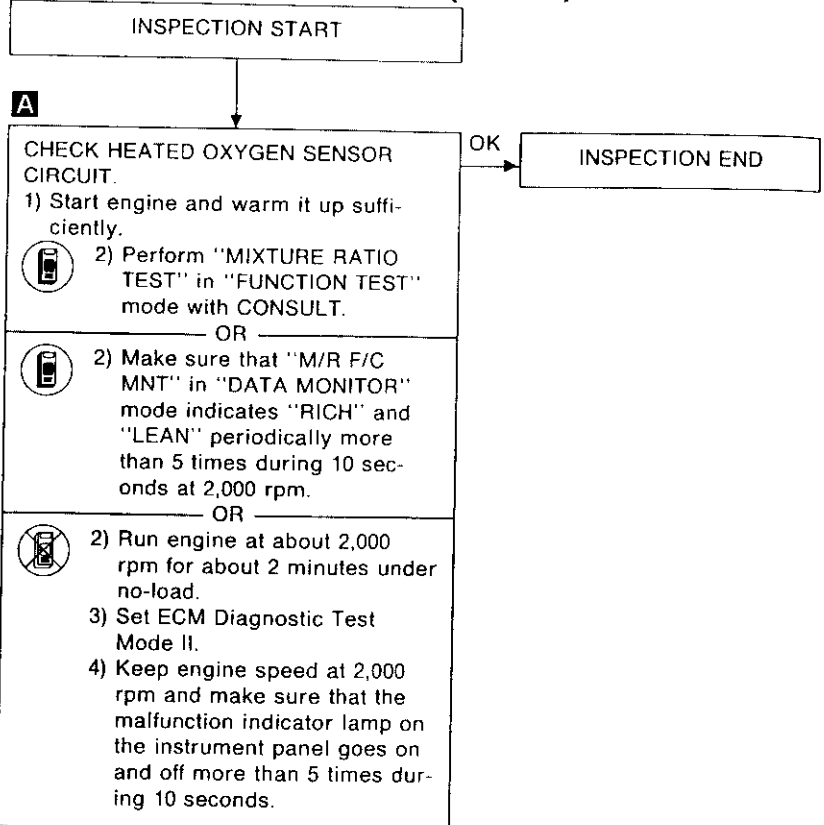 INSPECTION START
A
CHECK HEATED OXYGEN SENSOR
CIRCUIT.
1) Start engine and warm it up suffi-
ciently.
2) Perform "MIXTURE RATIO
TEST" in "FUNCTION TEST"
mode with CONSULT.
OR
2) Make sure that "M/R F/C
MNT" in "DATA MONITOR"
mode indicates "RICH" and
"LEAN" periodically more
than 5 times during 10 sec-
onds at 2,000 rpm.
OR
2) Run engine at about 2,000
rpm for about 2 minutes under
no-load.
3) Set ECM Diagnostic Test
Mode II.
4) Keep engine speed at 2,000
rpm and make sure that the
malfunction indicator lamp on
the instrument panel goes on
and off more than 5 times dur-
ing 10 seconds.
OK
INSPECTION END